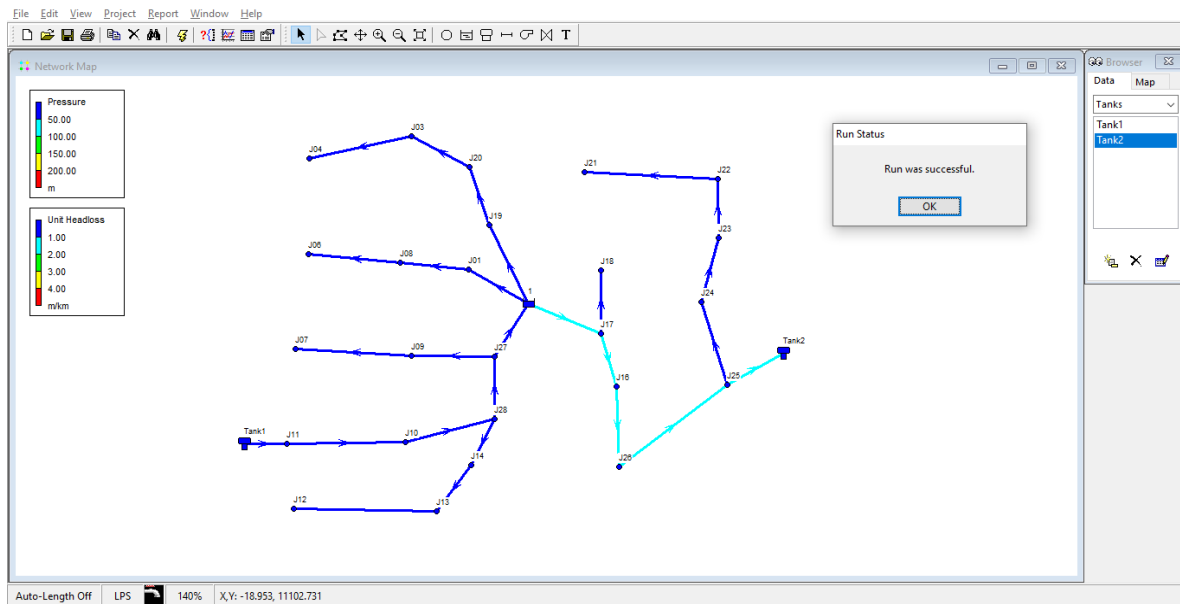 File Edit View Project Report Window Help
T
Network Map
Pressure
50.00
100.00
150.00
200.00
m
Unit Headloss
1.00
2.00
3.00
4.00
m/km
J03
J04
J20
J19
J06
J08
J01
1
J07
J09
J27
J28
Tank1
J11
J10
J14
J12
J13
J21
J22
J23
J18
J24
J17
Tank2
J16
J25
J26
Run Status
Run was successful.
OK
Browser
Data Map
Tanks
Tank1
Tank2
Auto-Length Off LPS 140% X,Y: -18.953, 11102.731